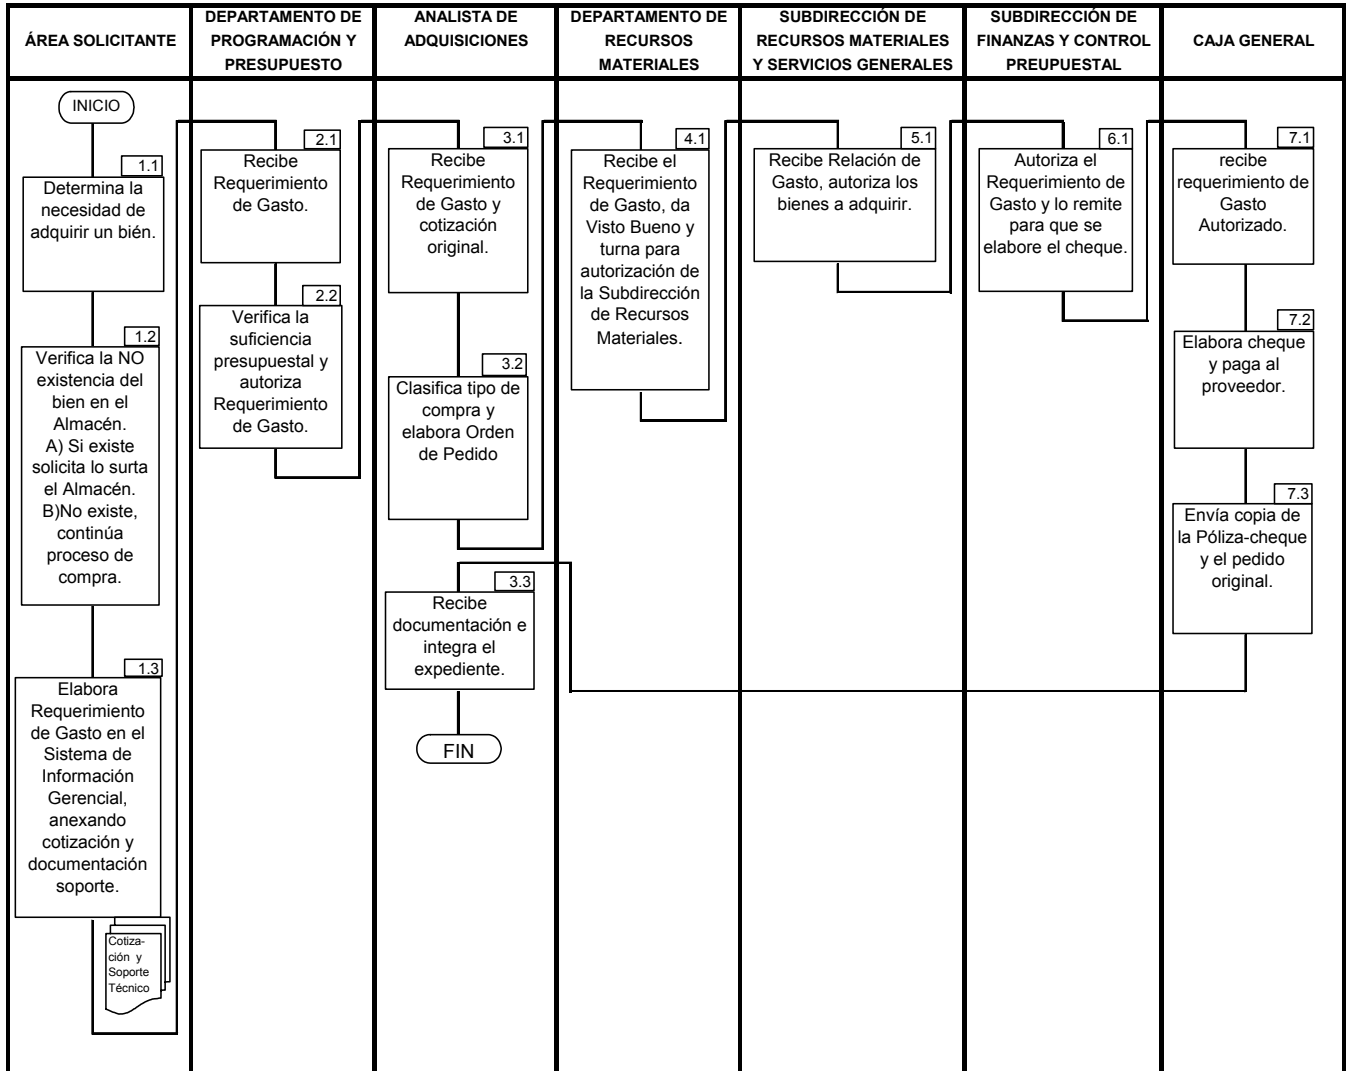 ÁREA SOLICITANTE
DEPARTAMENTO DE
PROGRAMACIÓN Y
PRESUPUESTO
ANALISTA DE
ADQUISICIONES
DEPARTAMENTO DE
RECURSOS
MATERIALES
SUBDIRECCIÓN DE
RECURSOS MATERIALES
Y SERVICIOS GENERALES
SUBDIRECCIÓN DE
FINANZAS Y CONTROL
PREUPUESTAL
CAJA GENERAL
INICIO
1.1
Determina la
necesidad de
adquirir un bién.
1.2
Verifica la NO
existencia del
bien en el
Almacén.
A) Si existe
solicita lo surta
el Almacén.
B)No existe,
continúa
proceso de
compra.
1.3
Elabora
Requerimiento
de Gasto en el
Sistema de
Información
Gerencial,
anexando
cotización y
documentación
soporte.
Cotiza-
ción y
Soporte
Técnico
2.1
Recibe
Requerimiento
de Gasto.
2.2
Verifica la
suficiencia
presupuestal y
autoriza
Requerimiento
de Gasto.
3.1
Recibe
Requerimiento
de Gasto y
cotización
original.
3.2
Clasifica tipo de
compra y
elabora Orden
de Pedido
3.3
Recibe
documentación e
integra el
expediente.
FIN
4.1
Recibe el
Requerimiento
de Gasto, da
Visto Bueno y
turna para
autorización de
la Subdirección
de Recursos
Materiales.
5.1
Recibe Relación de
Gasto, autoriza los
bienes a adquirir.
6.1
Autoriza el
Requerimiento de
Gasto y lo remite
para que se
elabore el cheque.
7.1
recibe
requerimiento de
Gasto
Autorizado.
7.2
Elabora cheque
y paga al
proveedor.
7.3
Envía copia de
la Póliza-cheque
y el pedido
original.